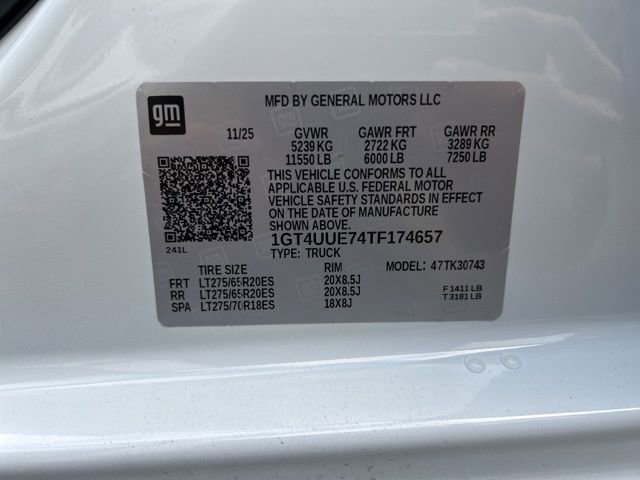 gm
MFD BY GENERAL MOTORS LLC
11/25 GVWR GAWR FRT GAWR RR
5239 KG 2722 KG 3289 KG
11550 LB 6000 LB 7250 LB
THIS VEHICLE CONFORMS TO ALL
APPLICABLE U.S. FEDERAL MOTOR
VEHICLE SAFETY STANDARDS IN EFFECT
ON THE DATE OF MANUFACTURE
SHOWN ABOVE.
241L
1GT4UUE74TF174657
TYPE: TRUCK MODEL: 47TK30743
TIRE SIZE RIM
FRT LT275/65R20ES 20X8.5J F1411 LB
RR LT275/65R20ES 20X8.5J T3181 LB
SPA LT275/70R18ES 18X8J